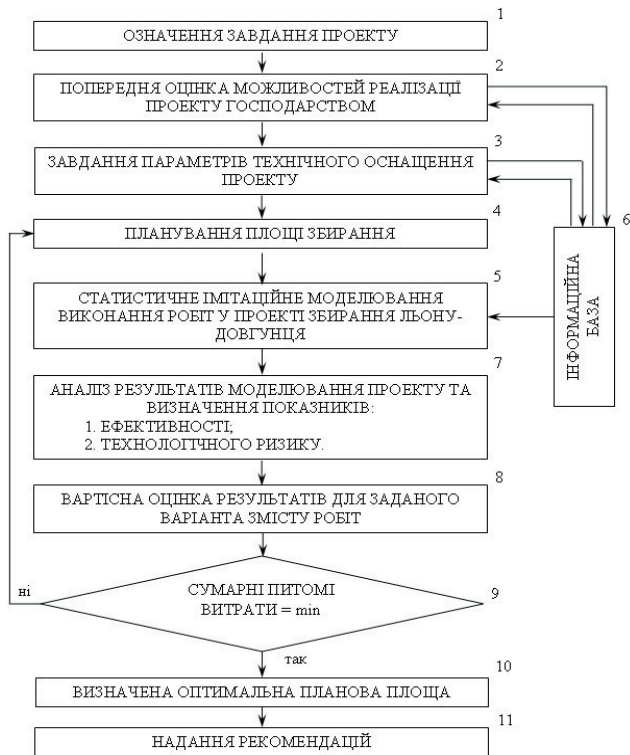 1
ОЗНАЧЕННЯ ЗАВДАННЯ ПРОЕКТУ
2
ПОПЕРЕДНЯ ОЦІНКА МОЖЛИВОСТЕЙ РЕАЛІЗАЦІЇ
ПРОЕКТУ ГОСПОДАРСТВОМ
3
ЗАВДАННЯ ПАРАМЕТРІВ ТЕХНІЧНОГО ОСНАЩЕННЯ
ПРОЕКТУ
4
ПЛАНУВАННЯ ПЛОЩІ ЗБИРАННЯ
5
СТАТИСТИЧНЕ ІМІТАЦІЙНЕ МОДЕЛЮВАННЯ
ВИКОНАННЯ РОБІТ У ПРОЕКТІ ЗБИРАННЯ ЛЬОНУ-
ДОВГУНЦЯ
6
ІНФОРМАЦІЙНА
БАЗА
7
АНАЛІЗ РЕЗУЛЬТАТІВ МОДЕЛЮВАННЯ ПРОЕКТУ ТА
ВИЗНАЧЕННЯ ПОКАЗНИКІВ:
1. ЕФЕКТИВНОСТІ;
2. ТЕХНОЛОГІЧНОГО РИЗИКУ.
8
ВАРТІСНА ОЦІНКА РЕЗУЛЬТАТІВ ДЛЯ ЗАДАНОГО
ВАРІАНТА ЗМІСТУ РОБІТ
ні
9
СУМАРНІ ПИТОМІ
ВИТРАТИ = min
так
10
ВИЗНАЧЕНА ОПТИМАЛЬНА ПЛАНОВА ПЛОЩА
11
НАДАННЯ РЕКОМЕНДАЦІЙ